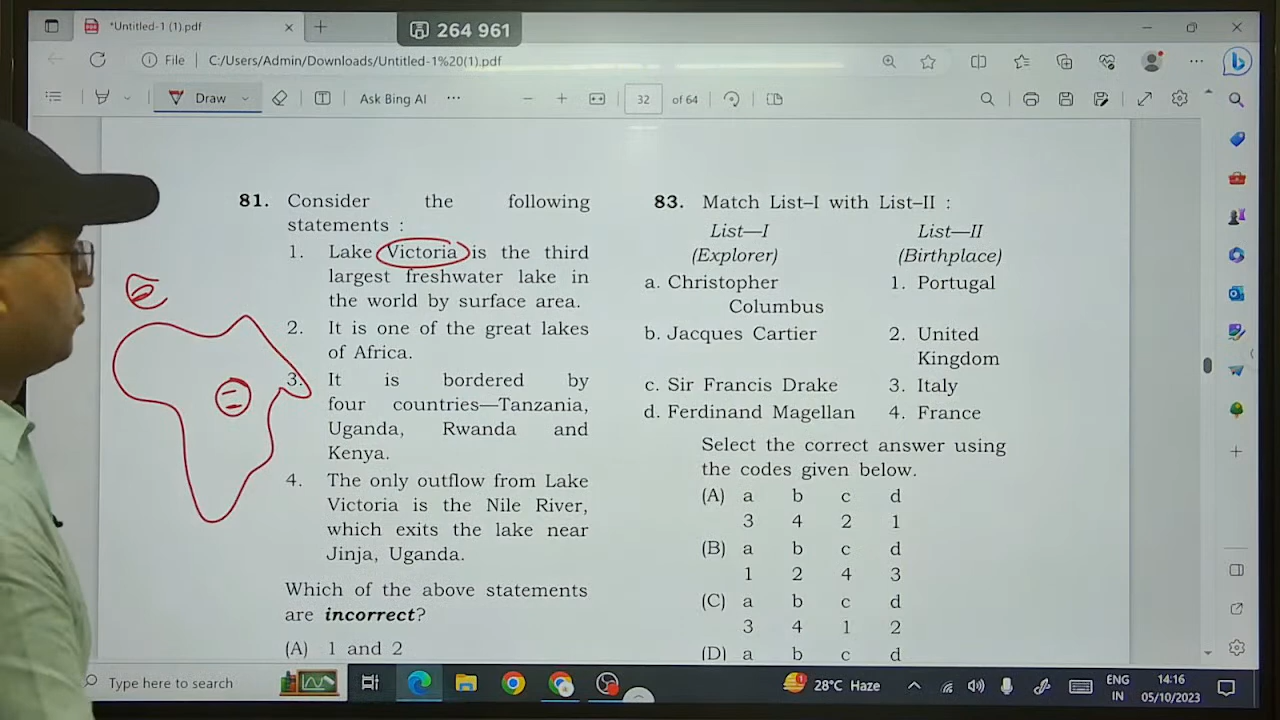 *Untitled-1 (1).pdf
264 961
File
C:/Users/Admin/Downloads/Untitled-1%20(1).pdf
Draw
Ask Bing AI
32 of 64
81. Consider the following
statements :
1. Lake Victoria is the third
largest freshwater lake in
the world by surface area.
2. It is one of the great lakes
of Africa.
3. It is bordered by
four countries—Tanzania,
Uganda, Rwanda and
Kenya.
4. The only outflow from Lake
Victoria is the Nile River,
which exits the lake near
Jinja, Uganda.
Which of the above statements
are incorrect?
(A) 1 and 2
83. Match List–I with List–II :
List—I List—II
(Explorer) (Birthplace)
a. Christopher 1. Portugal
Columbus
b. Jacques Cartier 2. United
Kingdom
c. Sir Francis Drake 3. Italy
d. Ferdinand Magellan 4. France
Select the correct answer using
the codes given below.
(A) a b c d
3 4 2 1
(B) a b c d
1 2 4 3
(C) a b c d
3 4 1 2
(D) a b c d
Type here to search
28°C Haze
ENG
IN
14:16
05/10/2023